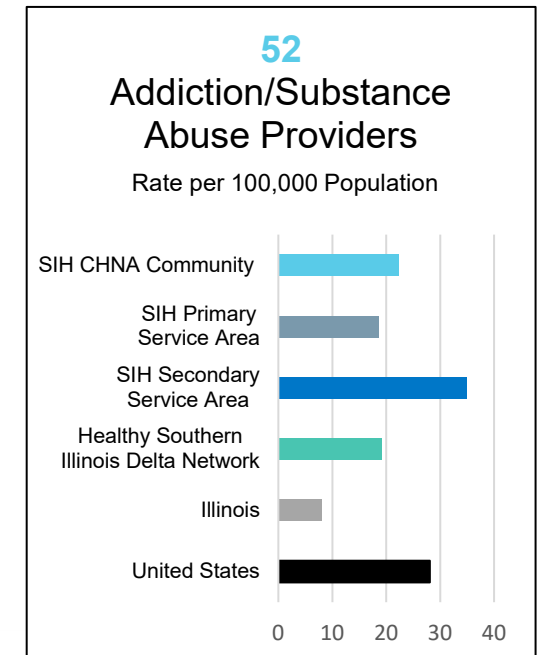 52
Addiction/Substance
Abuse Providers
Rate per 100,000 Population
SIH CHNA Community
SIH Primary
Service Area
SIH Secondary
Service Area
Healthy Southern
Illinois Delta Network
Illinois
United States
0 10 20 30 40